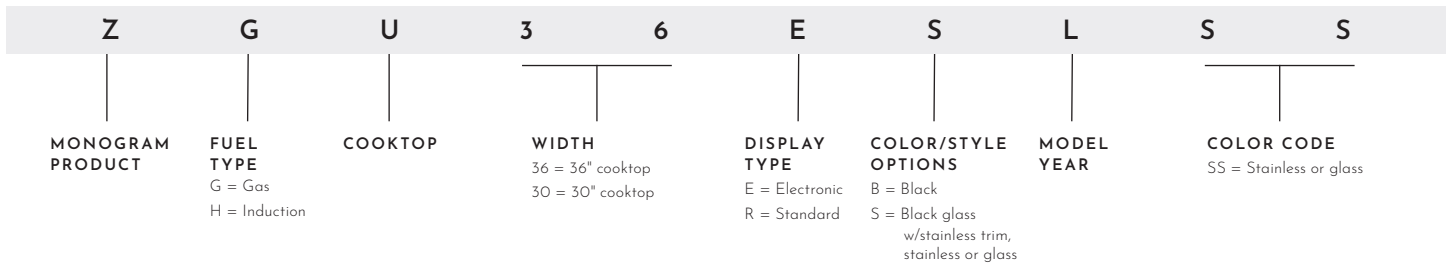 Z G U 3 6 E S L S S
MONOGRAM
PRODUCT
FUEL
TYPE
G = Gas
H = Induction
COOKTOP
WIDTH
36 = 36" cooktop
30 = 30" cooktop
DISPLAY
TYPE
E = Electronic
R = Standard
COLOR/STYLE
OPTIONS
B = Black
S = Black glass
w/stainless trim,
stainless or glass
MODEL
YEAR
COLOR CODE
SS = Stainless or glass